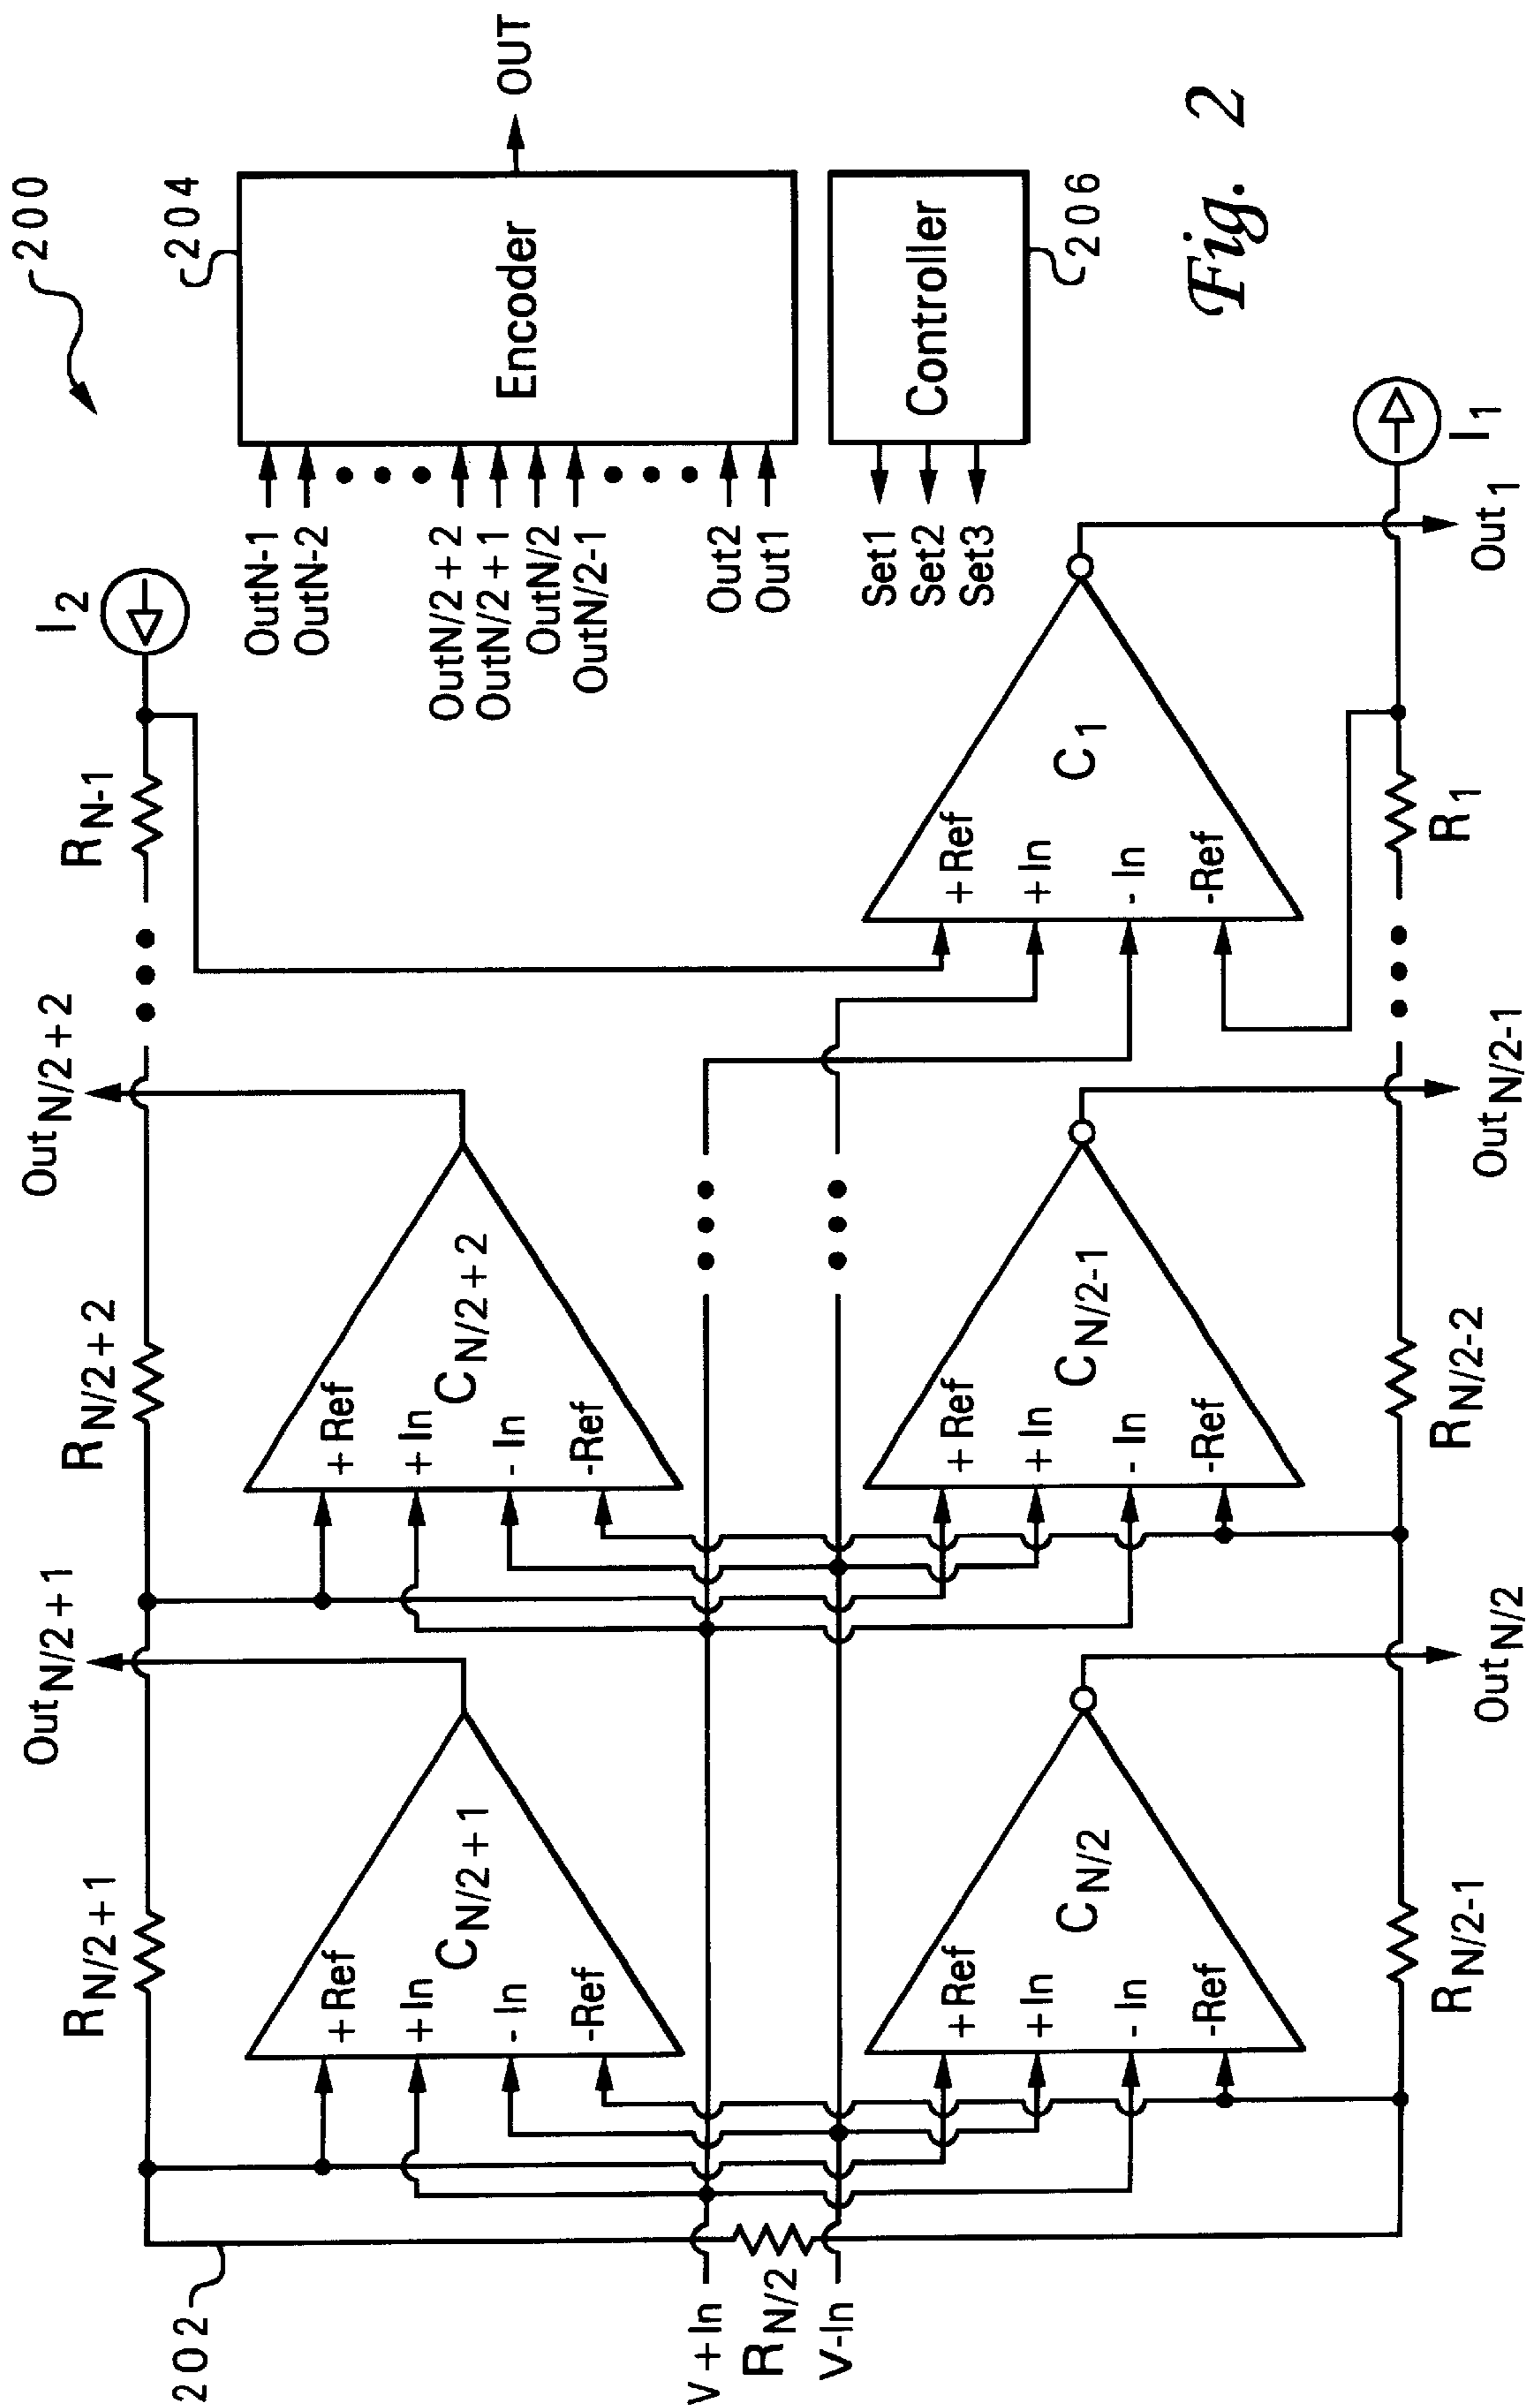 200
I2
204
OutN-1
OutN-2
OutN/2+2
OutN/2+1
OutN/2
OutN/2-1
Out2
Out1
Encoder
OUT
Set1
Set2
Set3
Controller
206
Fig. 2
202
RN/2+1
OutN/2+1
RN/2+2
OutN/2+2
RN-1
+Ref
+In
-In
-Ref
CN/2+1
+Ref
+In
-In
-Ref
CN/2+2
V+In
RN/2
V-In
+Ref
+In
-In
-Ref
CN/2
+Ref
+In
-In
-Ref
CN/2-1
+Ref
+In
-In
-Ref
C1
RN/2-1
OutN/2
RN/2-2
OutN/2-1
R1
Out1
I1